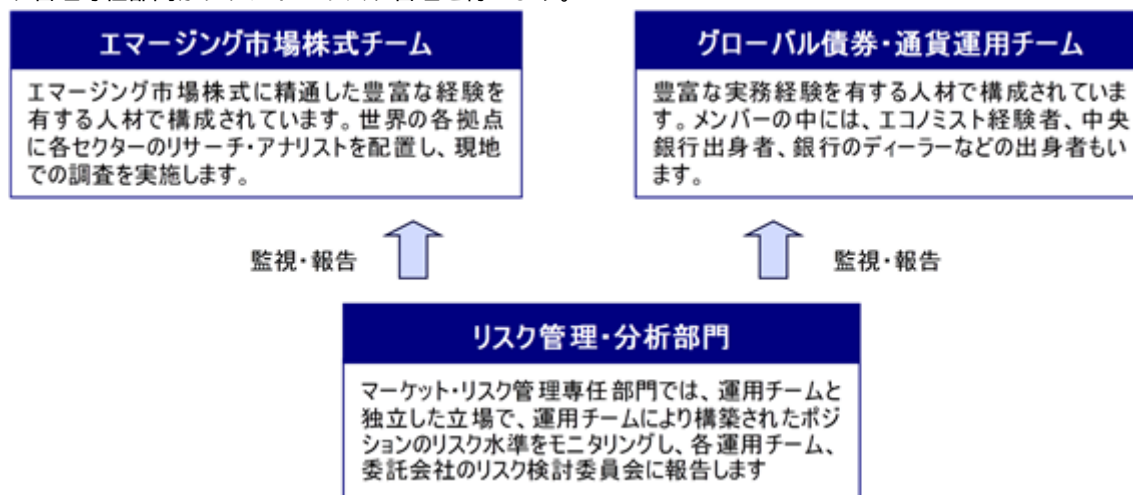 エマージング市場株式チーム
エマージング市場株式に精通した豊富な経験を
有する人材で構成されています。世界の各拠点
に各セクターのリサーチ・アナリストを配置し、現地
での調査を実施します。
グローバル債券・通貨運用チーム
豊富な実務経験を有する人材で構成されていま
す。メンバーの中には、エコノミスト経験者、中央
銀行出身者、銀行のディーラーなどの出身者もい
ます。
監視・報告
監視・報告
リスク管理・分析部門
マーケット・リスク管理専任部門では、運用チームと
独立した立場で、運用チームにより構築されたポジ
ションのリスク水準をモニタリングし、各運用チーム、
委託会社のリスク検討委員会に報告します